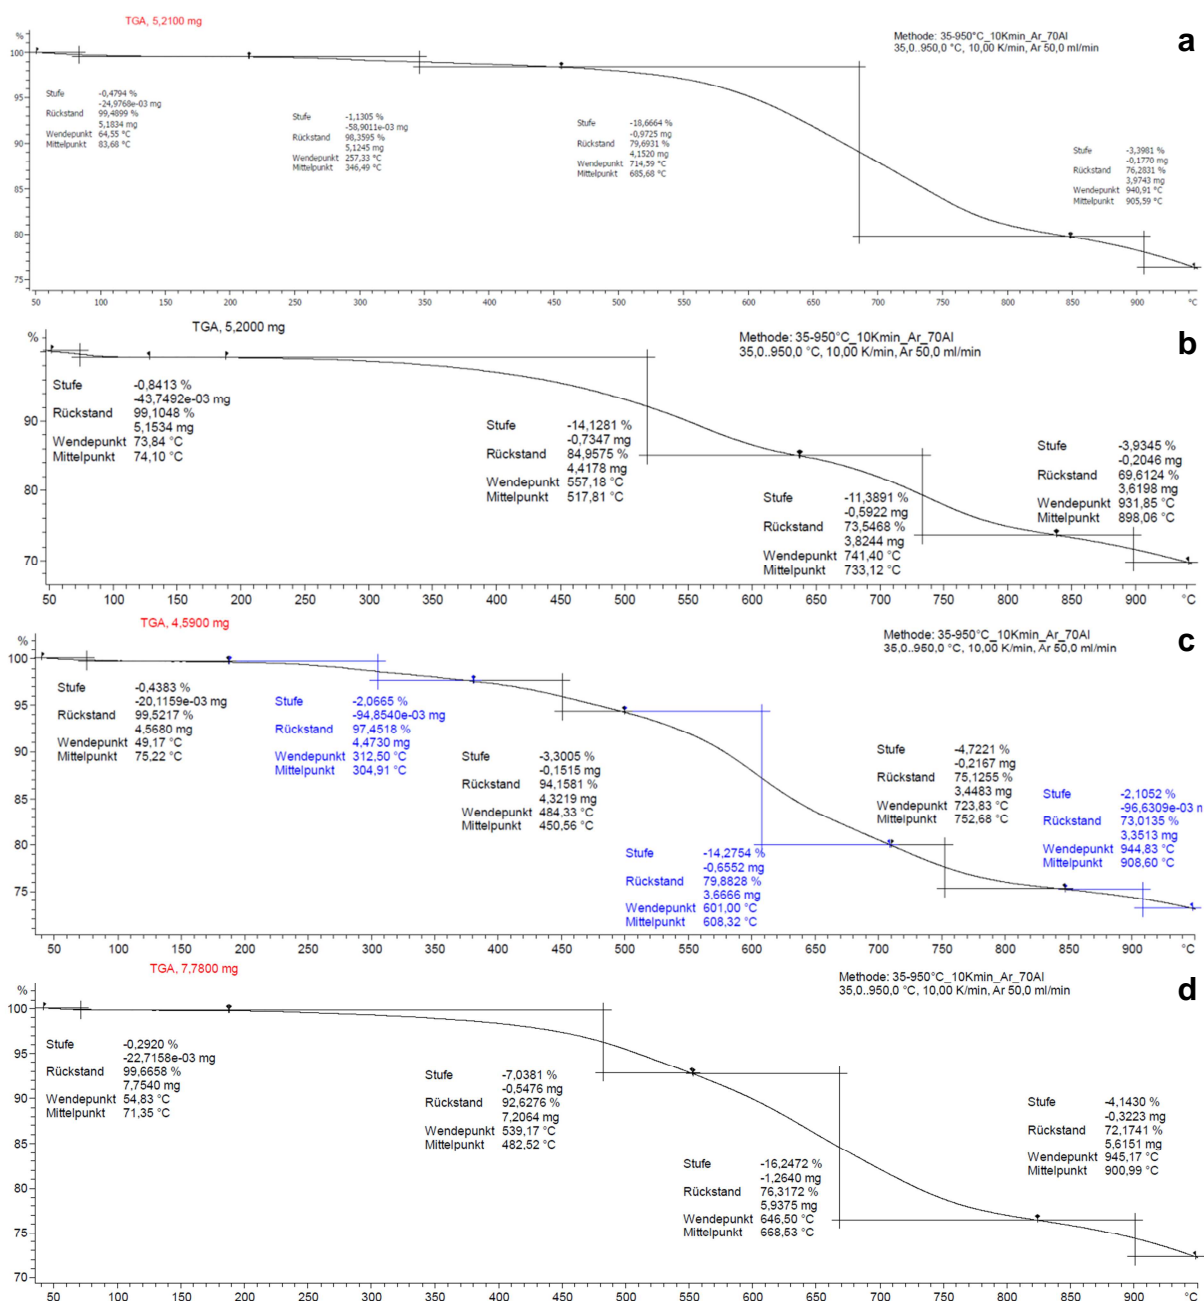 TGA, 5,2100 mg
Methode: 35-950°C_10Kmin_Ar_70Al
35,0..950,0 °C, 10,00 K/min, Ar 50,0 ml/min
a
%
100
95
90
85
80
75
Stufe -0,4794 %
-24,9768e-03 mg
Rückstand 99,4899 %
5,1834 mg
Wendepunkt 64,55 °C
Mittelpunkt 83,68 °C
Stufe -1,1305 %
-58,9011e-03 mg
Rückstand 98,3595 %
5,1245 mg
Wendepunkt 257,33 °C
Mittelpunkt 346,49 °C
Stufe -18,6664 %
-0,9725 mg
Rückstand 79,6931 %
4,1520 mg
Wendepunkt 714,59 °C
Mittelpunkt 685,68 °C
Stufe -3,3981 %
-0,1770 mg
Rückstand 76,2831 %
3,9743 mg
Wendepunkt 940,91 °C
Mittelpunkt 905,59 °C
50 100 150 200 250 300 350 400 450 500 550 600 650 700 750 800 850 900 °C
TGA, 5,2000 mg
Methode: 35-950°C_10Kmin_Ar_70Al
35,0..950,0 °C, 10,00 K/min, Ar 50,0 ml/min
b
%
90
80
70
Stufe -0,8413 %
-43,7492e-03 mg
Rückstand 99,1048 %
5,1534 mg
Wendepunkt 73,84 °C
Mittelpunkt 74,10 °C
Stufe -14,1281 %
-0,7347 mg
Rückstand 84,9575 %
4,4178 mg
Wendepunkt 557,18 °C
Mittelpunkt 517,81 °C
Stufe -11,3891 %
-0,5922 mg
Rückstand 73,5468 %
3,8244 mg
Wendepunkt 741,40 °C
Mittelpunkt 733,12 °C
Stufe -3,9345 %
-0,2046 mg
Rückstand 69,6124 %
3,6198 mg
Wendepunkt 931,85 °C
Mittelpunkt 898,06 °C
50 100 150 200 250 300 350 400 450 500 550 600 650 700 750 800 850 900 °C
TGA, 4,5900 mg
Methode: 35-950°C_10Kmin_Ar_70Al
35,0..950,0 °C, 10,00 K/min, Ar 50,0 ml/min
c
%
100
95
90
85
80
75
Stufe -0,4383 %
-20,1159e-03 mg
Rückstand 99,5217 %
4,5680 mg
Wendepunkt 49,17 °C
Mittelpunkt 75,22 °C
Stufe -2,0665 %
-94,8540e-03 mg
Rückstand 97,4518 %
4,4730 mg
Wendepunkt 312,50 °C
Mittelpunkt 304,91 °C
Stufe -3,3005 %
-0,1515 mg
Rückstand 94,1581 %
4,3219 mg
Wendepunkt 484,33 °C
Mittelpunkt 450,56 °C
Stufe -14,2754 %
-0,6552 mg
Rückstand 79,8828 %
3,6666 mg
Wendepunkt 601,00 °C
Mittelpunkt 608,32 °C
Stufe -4,7221 %
-0,2167 mg
Rückstand 75,1255 %
3,4483 mg
Wendepunkt 723,83 °C
Mittelpunkt 752,68 °C
Stufe -2,1052 %
-96,6309e-03 m
Rückstand 73,0135 %
3,3513 mg
Wendepunkt 944,83 °C
Mittelpunkt 908,60 °C
50 100 150 200 250 300 350 400 450 500 550 600 650 700 750 800 850 900 °C
TGA, 7,7800 mg
Methode: 35-950°C_10Kmin_Ar_70Al
35,0..950,0 °C, 10,00 K/min, Ar 50,0 ml/min
d
%
100
95
90
85
80
75
70
Stufe -0,2920 %
-22,7158e-03 mg
Rückstand 99,6658 %
7,7540 mg
Wendepunkt 54,83 °C
Mittelpunkt 71,35 °C
Stufe -7,0381 %
-0,5476 mg
Rückstand 92,6276 %
7,2064 mg
Wendepunkt 539,17 °C
Mittelpunkt 482,52 °C
Stufe -16,2472 %
-1,2640 mg
Rückstand 76,3172 %
5,9375 mg
Wendepunkt 646,50 °C
Mittelpunkt 668,53 °C
Stufe -4,1430 %
-0,3223 mg
Rückstand 72,1741 %
5,6151 mg
Wendepunkt 945,17 °C
Mittelpunkt 900,99 °C
50 100 150 200 250 300 350 400 450 500 550 600 650 700 750 800 850 900 °C